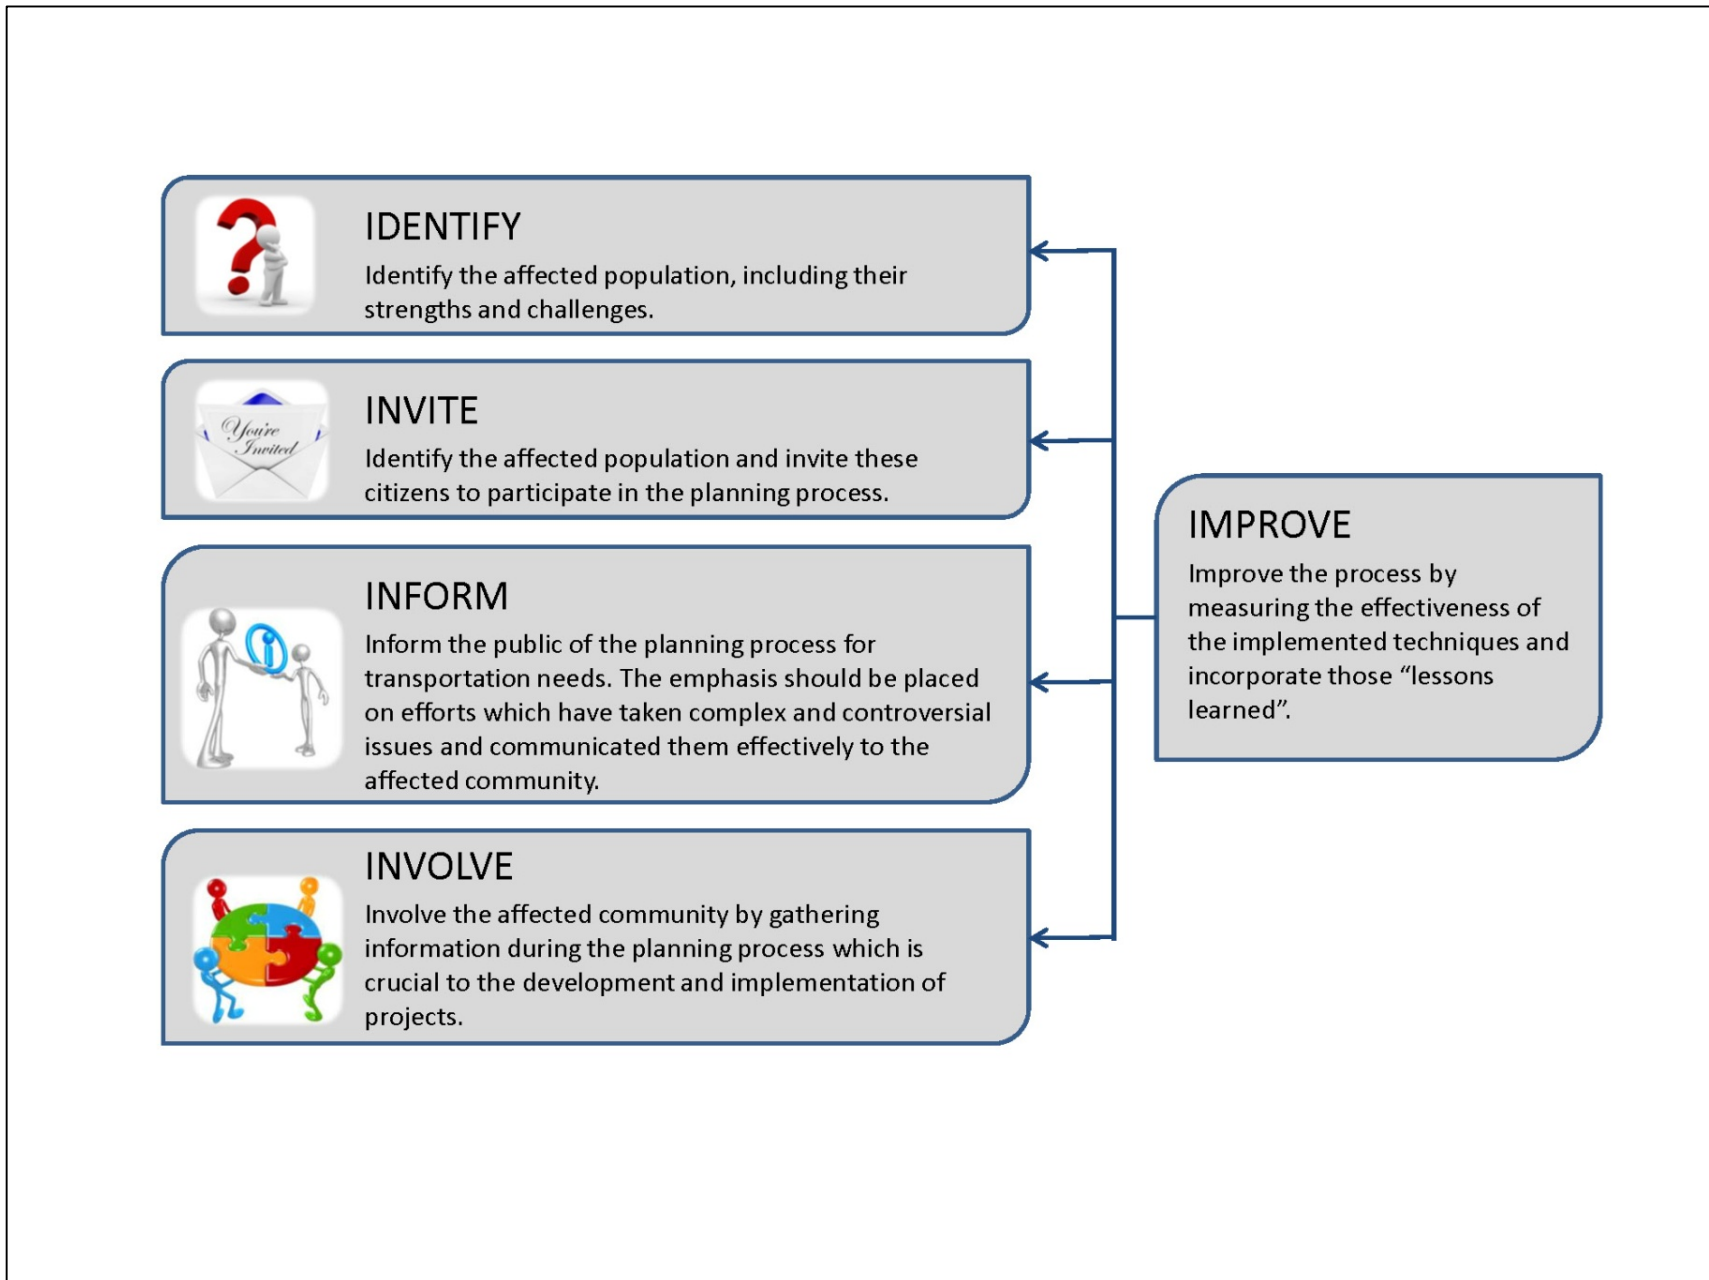 IDENTIFY
Identify the affected population, including their
strengths and challenges.
You're
Invited
INVITE
Identify the affected population and invite these
citizens to participate in the planning process.
INFORM
Inform the public of the planning process for
transportation needs. The emphasis should be placed
on efforts which have taken complex and controversial
issues and communicated them effectively to the
affected community.
INVOLVE
Involve the affected community by gathering
information during the planning process which is
crucial to the development and implementation of
projects.
IMPROVE
Improve the process by
measuring the effectiveness of
the implemented techniques and
incorporate those “lessons
learned”.